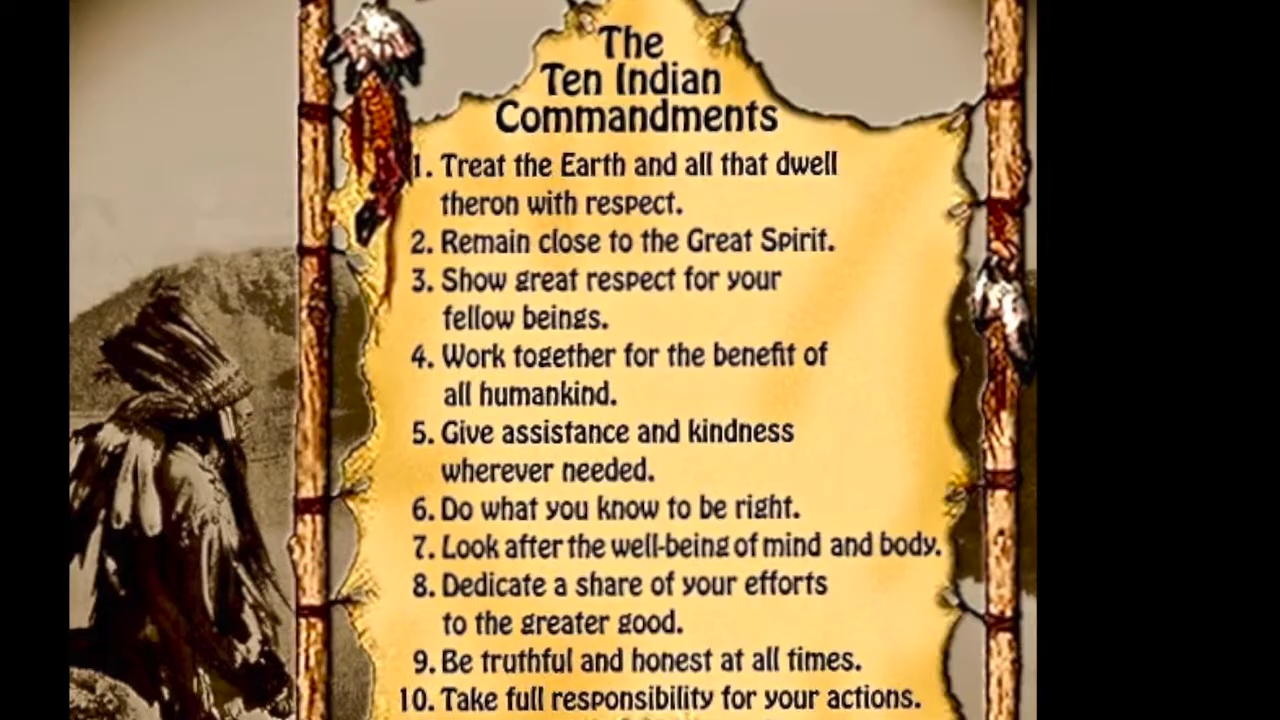 The
Ten Indian
Commandments
1. Treat the Earth and all that dwell
theron with respect.
2. Remain close to the Great Spirit.
3. Show great respect for your
fellow beings.
4. Work together for the benefit of
all humankind.
5. Give assistance and kindness
wherever needed.
6. Do what you know to be right.
7. Look after the well-being of mind and body.
8. Dedicate a share of your efforts
to the greater good.
9. Be truthful and honest at all times.
10. Take full responsibility for your actions.